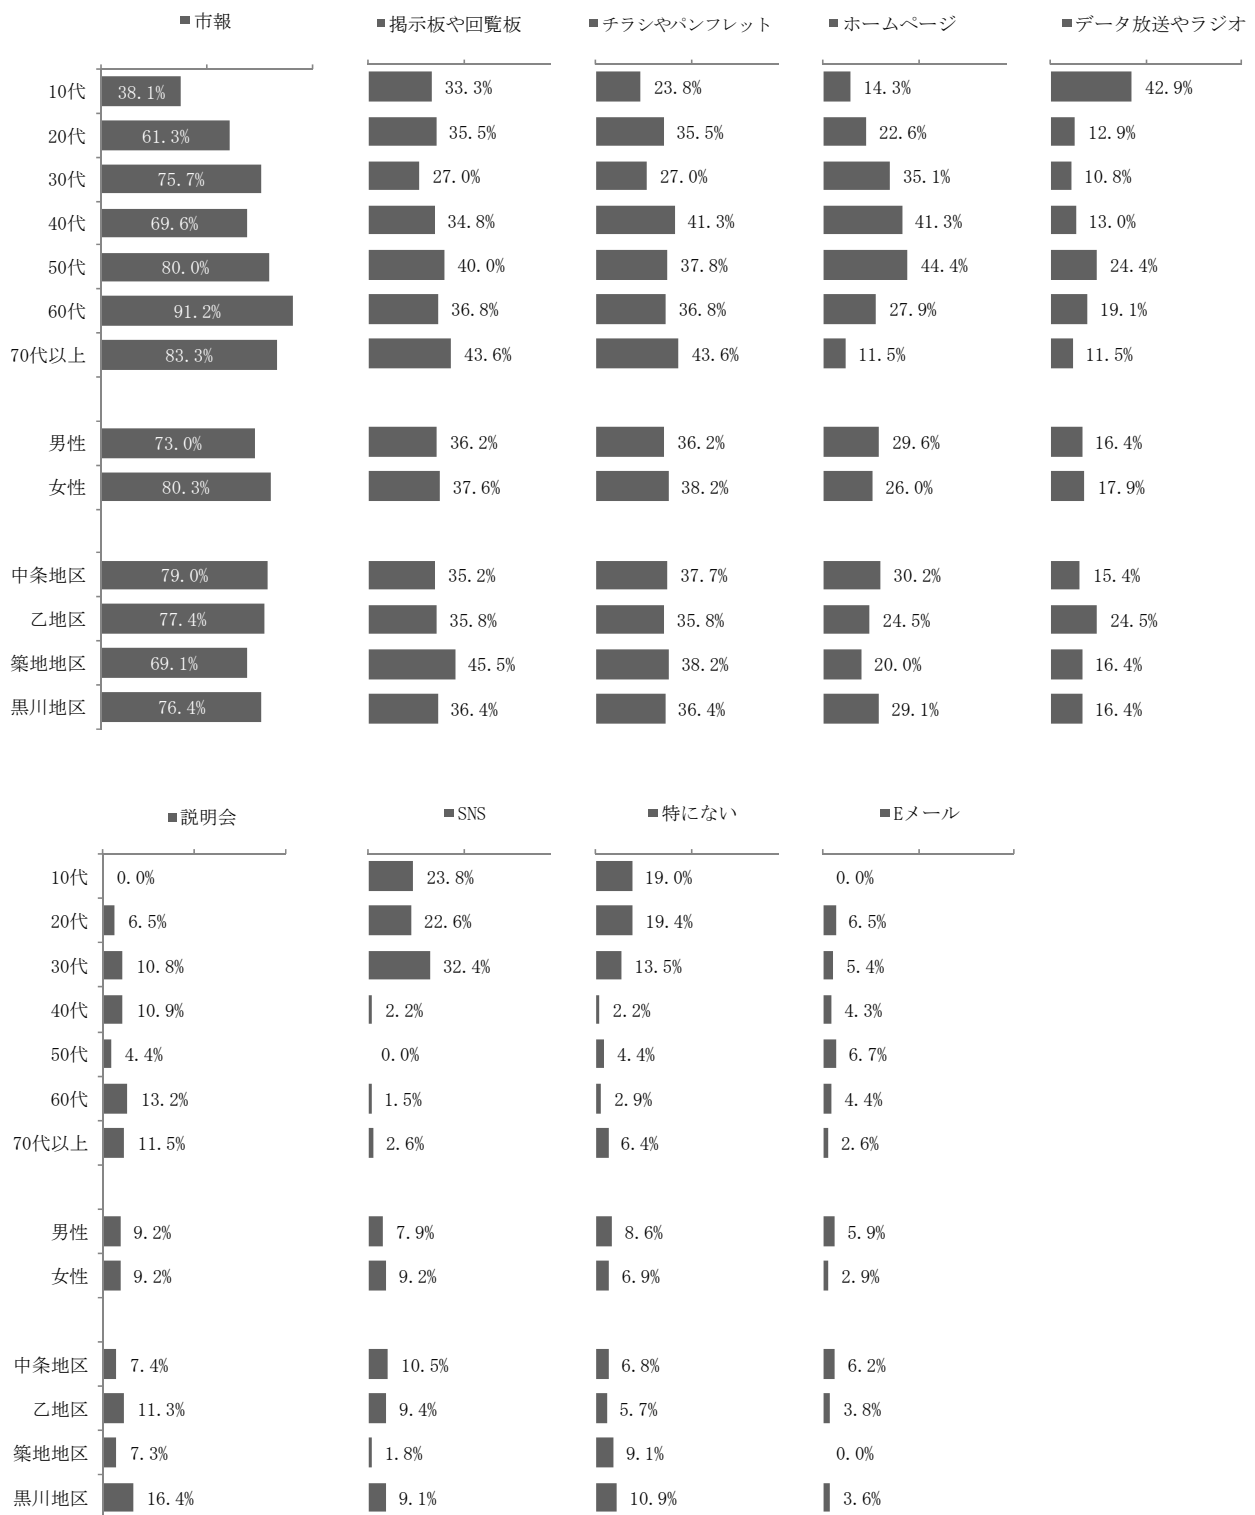 ■市報 ■掲示板や回覧板 ■チラシやパンフレット ■ホームページ ■データ放送やラジオ
10代 38.1% 33.3% 23.8% 14.3% 42.9%
20代 61.3% 35.5% 35.5% 22.6% 12.9%
30代 75.7% 27.0% 27.0% 35.1% 10.8%
40代 69.6% 34.8% 41.3% 41.3% 13.0%
50代 80.0% 40.0% 37.8% 44.4% 24.4%
60代 91.2% 36.8% 36.8% 27.9% 19.1%
70代以上 83.3% 43.6% 43.6% 11.5% 11.5%
男性 73.0% 36.2% 36.2% 29.6% 16.4%
女性 80.3% 37.6% 38.2% 26.0% 17.9%
中条地区 79.0% 35.2% 37.7% 30.2% 15.4%
乙地区 77.4% 35.8% 35.8% 24.5% 24.5%
築地地区 69.1% 45.5% 38.2% 20.0% 16.4%
黒川地区 76.4% 36.4% 36.4% 29.1% 16.4%
■説明会 ■SNS ■特にない ■Eメール
10代 0.0% 23.8% 19.0% 0.0%
20代 6.5% 22.6% 19.4% 6.5%
30代 10.8% 32.4% 13.5% 5.4%
40代 10.9% 2.2% 2.2% 4.3%
50代 4.4% 0.0% 4.4% 6.7%
60代 13.2% 1.5% 2.9% 4.4%
70代以上 11.5% 2.6% 6.4% 2.6%
男性 9.2% 7.9% 8.6% 5.9%
女性 9.2% 9.2% 6.9% 2.9%
中条地区 7.4% 10.5% 6.8% 6.2%
乙地区 11.3% 9.4% 5.7% 3.8%
築地地区 7.3% 1.8% 9.1% 0.0%
黒川地区 16.4% 9.1% 10.9% 3.6%